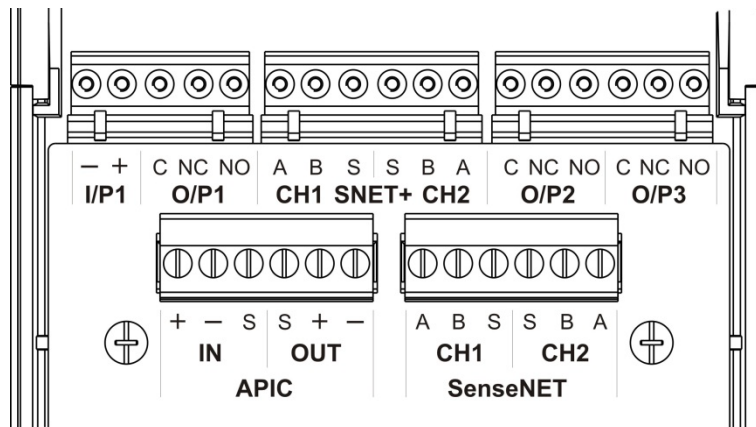 − + C NC NO A B S S B A C NC NO C NC NO
I/P1 O/P1 CH1 SNET+ CH2 O/P2 O/P3
+ − S S + − A B S S B A
IN OUT CH1 CH2
APIC SenseNET